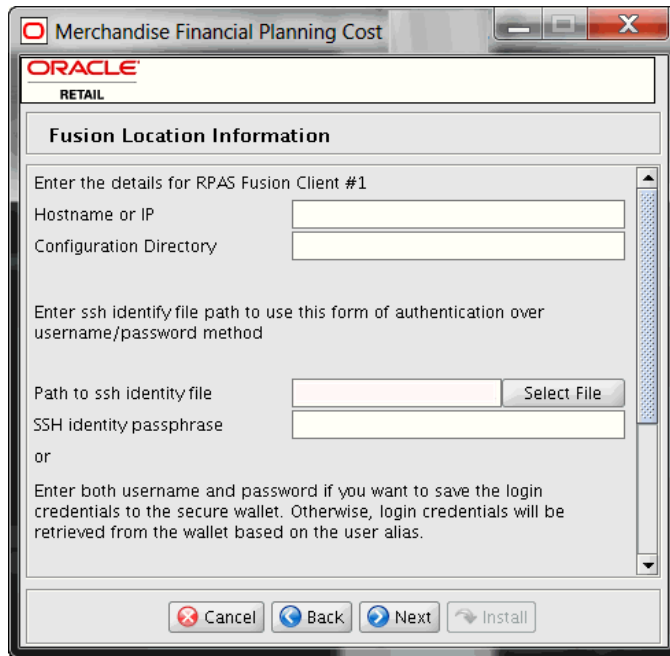 Merchandise Financial Planning Cost
ORACLE
RETAIL
Fusion Location Information
Enter the details for RPAS Fusion Client #1
Hostname or IP
Configuration Directory
Enter ssh identify file path to use this form of authentication over
username/password method
Path to ssh identity file
Select File
SSH identity passphrase
or
Enter both username and password if you want to save the login
credentials to the secure wallet. Otherwise, login credentials will be
retrieved from the wallet based on the user alias.
Cancel Back Next Install